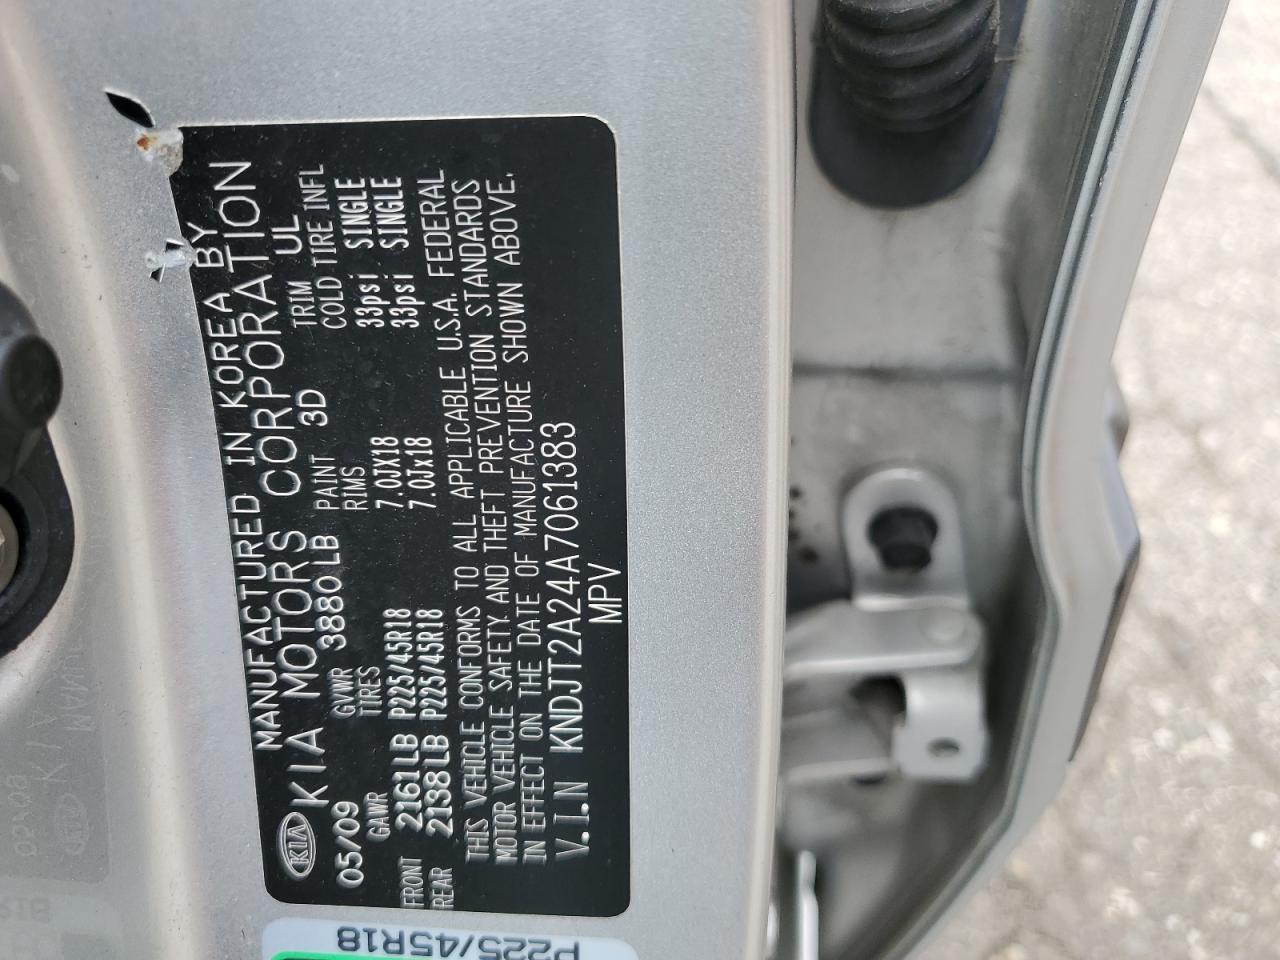 MANUFACTURED IN KOREA BY
KIA KIA MOTORS CORPORATION
05/09 GVWR 3880 LB PAINT 3D TRIM UL
GAWR TIRES RIMS COLD TIRE INFL
FRONT 2161LB P225/45R18 7.0JX18 33psi SINGLE
REAR 2138LB P225/45R18 7.0Jx18 33psi SINGLE
THIS VEHICLE CONFORMS TO ALL APPLICABLE U.S.A. FEDERAL
MOTOR VEHICLE SAFETY AND THEFT PREVENTION STANDARDS
IN EFFECT ON THE DATE OF MANUFACTURE SHOWN ABOVE.
V.I.N KNDJT2A24A7061383
MPV
P225/45R18